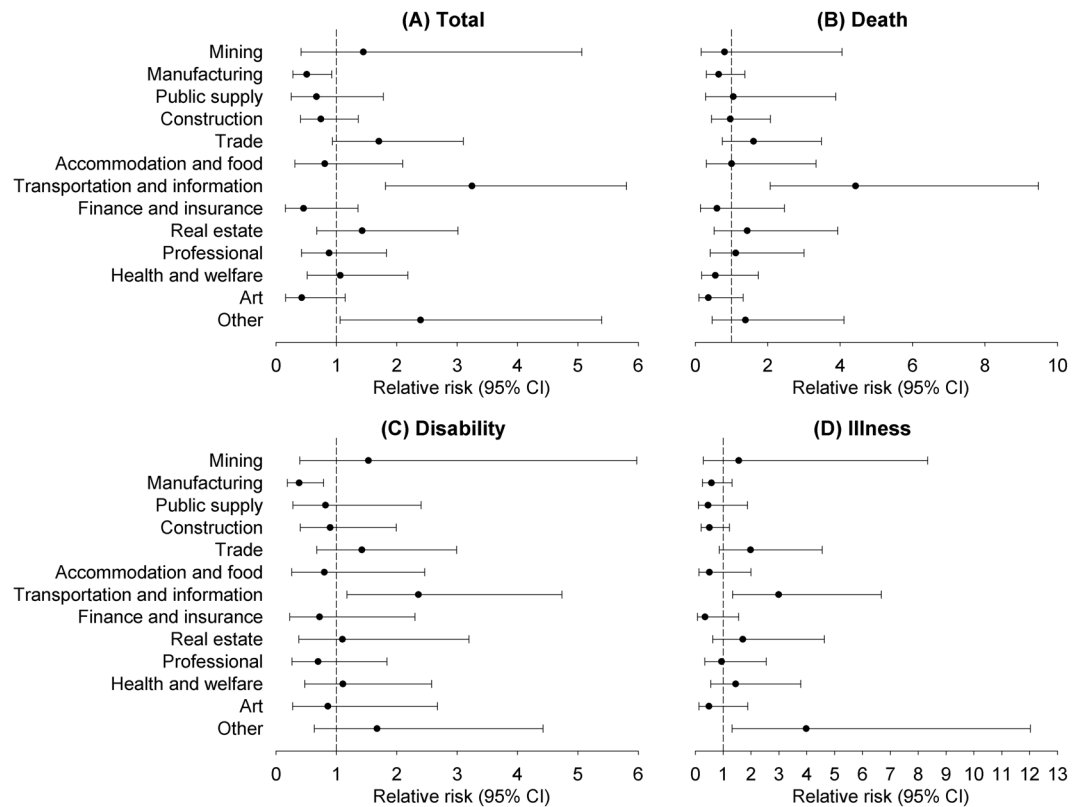 (A) Total
(B) Death
Mining
Manufacturing
Public supply
Construction
Trade
Accommodation and food
Transportation and information
Finance and insurance
Real estate
Professional
Health and welfare
Art
Other
0 1 2 3 4 5 6
0 2 4 6 8 10
Relative risk (95% CI)
Relative risk (95% CI)
(C) Disability
(D) Illness
Mining
Manufacturing
Public supply
Construction
Trade
Accommodation and food
Transportation and information
Finance and insurance
Real estate
Professional
Health and welfare
Art
Other
0 1 2 3 4 5 6
0 1 2 3 4 5 6 7 8 9 10 11 12 13
Relative risk (95% CI)
Relative risk (95% CI)